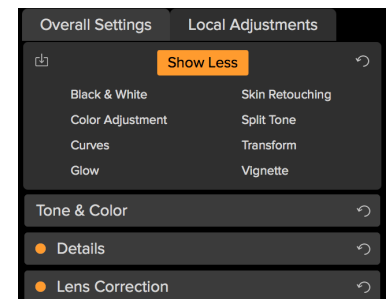 Overall Settings Local Adjustments
Show Less
Black & White Skin Retouching
Color Adjustment Split Tone
Curves Transform
Glow Vignette
Tone & Color
Details
Lens Correction